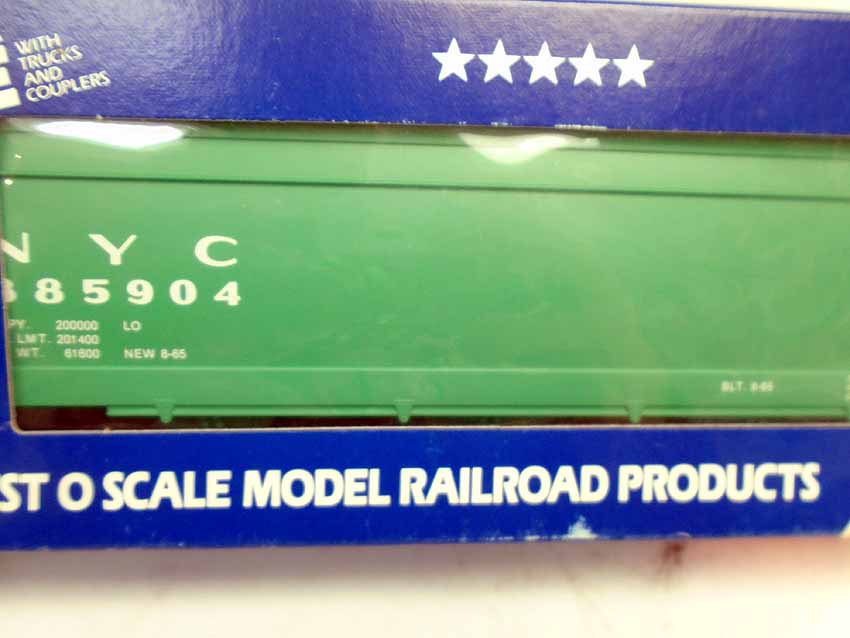 WITH
TRUCKS
AND
COUPLERS
N Y C
885904
PY. 200000 LO
LMT. 201400
WT. 61600 NEW 8-65
BLT. 8-65
ST O SCALE MODEL RAILROAD PRODUCTS